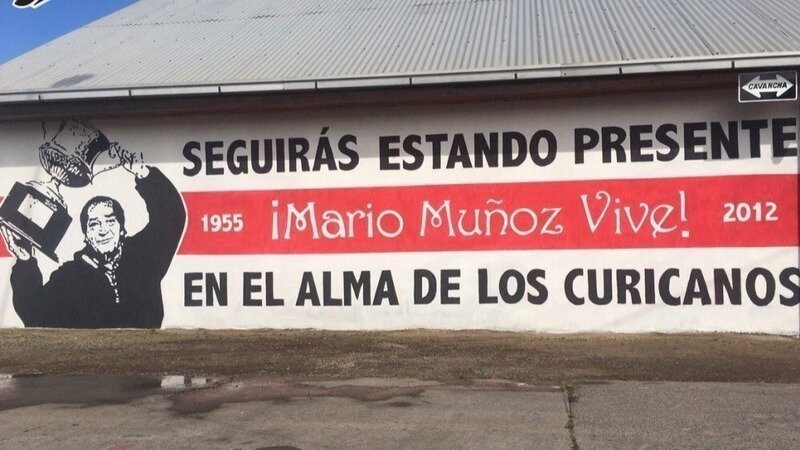 CAVANCHA
SEGUIRÁS ESTANDO PRESENTE
1955 ¡Mario Muñoz Vive! 2012
EN EL ALMA DE LOS CURICANOS